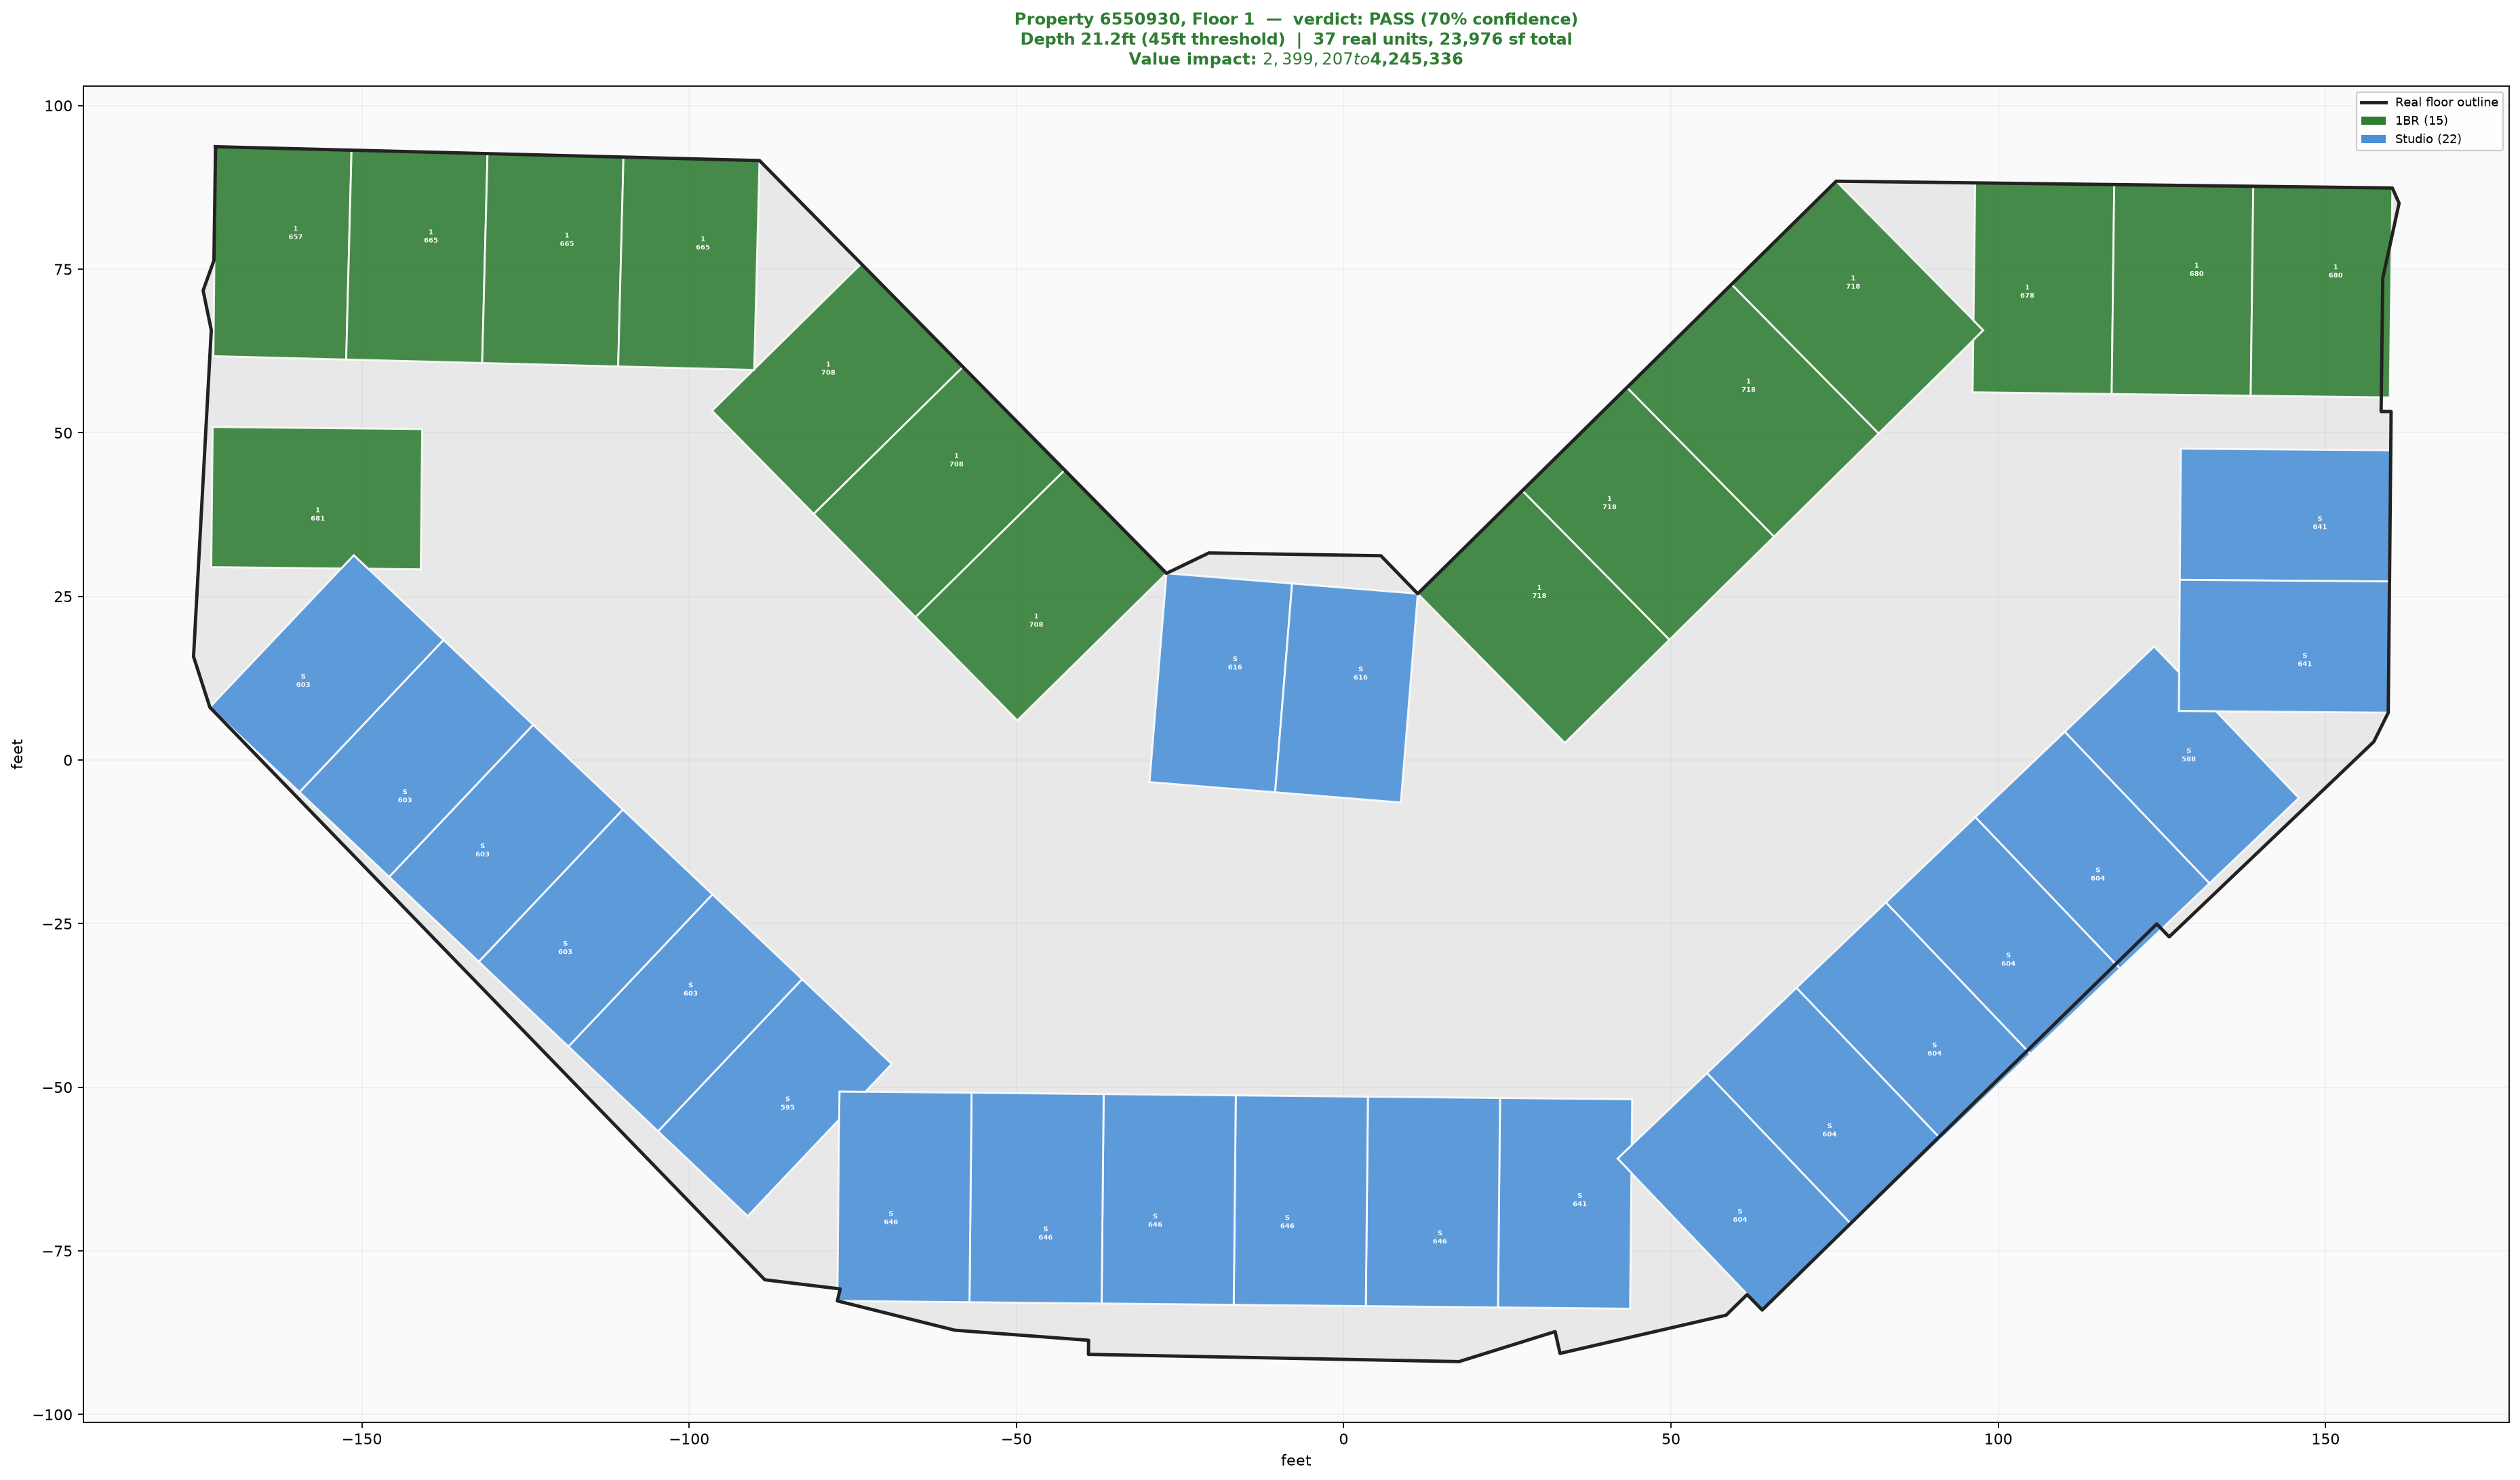 Property 6550930, Floor 1 — verdict: PASS (70% confidence)
Depth 21.2ft (45ft threshold) | 37 real units, 23,976 sf total
Value impact: 2,399,207to4,245,336
Real floor outline
1BR (15)
Studio (22)
feet
100
75
50
25
0
−25
−50
−75
−100
1
657
1
665
1
665
1
665
1
708
1
708
1
708
1
681
1
718
1
718
1
718
1
718
1
678
1
680
1
680
S
616
S
616
S
641
S
641
S
588
S
604
S
604
S
604
S
604
S
604
S
603
S
603
S
603
S
603
S
603
S
595
S
646
S
646
S
646
S
646
S
646
S
641
−150
−100
−50
0
50
100
150
feet